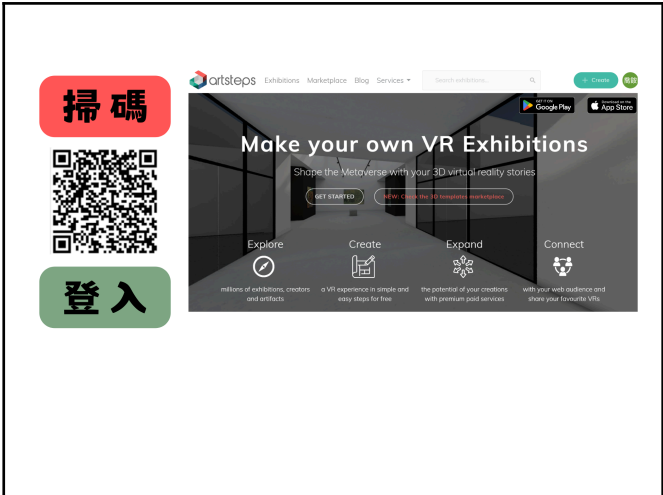 掃碼
登入
artsteps Exhibitions Marketplace Blog Services Search exhibitions... + Create
GET IT ON
Google Play
Download on the
App Store
Make your own VR Exhibitions
Shape the Metaverse with your 3D virtual reality stories
GET STARTED NEW! Check the 3D templates marketplace
Explore Create Expand Connect
millions of exhibitions, creators a VR experience in simple and the potential of your creations with your web audience and
and artifacts easy steps for free with premium paid services share your favourite VRs